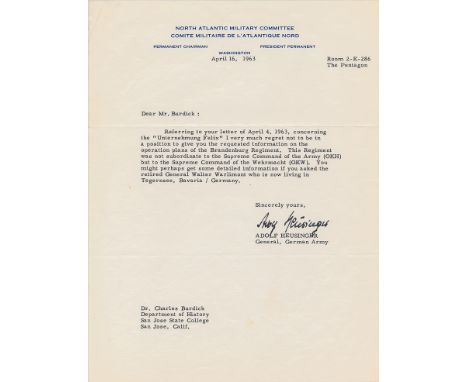 NORTH ATLANTIC MILITARY COMMITTEE
COMITÉ MILITAIRE DE L'ATLANTIQUE NORD
PERMANENT CHAIRMAN PRESIDENT PERMANENT
WASHINGTON
April 16, 1963 Room 2-E-286
The Pentagon
Dear Mr. Burdick :
Referring to your letter of April 4, 1963, concerning
the "Unternehmung Felix" I very much regret not to be in
a position to give you the requested information on the
operation plans of the Brandenburg Regiment. This Regiment
was not subordinate to the Supreme Command of the Army (OKH)
but to the Supreme Command of the Wehrmacht (OKW). You
might perhaps get some detailed information if you asked the
retired General Walter Warlimont who is now living in
Tegernsee, Bavaria / Germany.
Sincerely yours,
Adolf Heusinger
ADOLF HEUSINGER
General, German Army
Dr. Charles Burdick
Department of History
San Jose State College
San Jose, Calif.